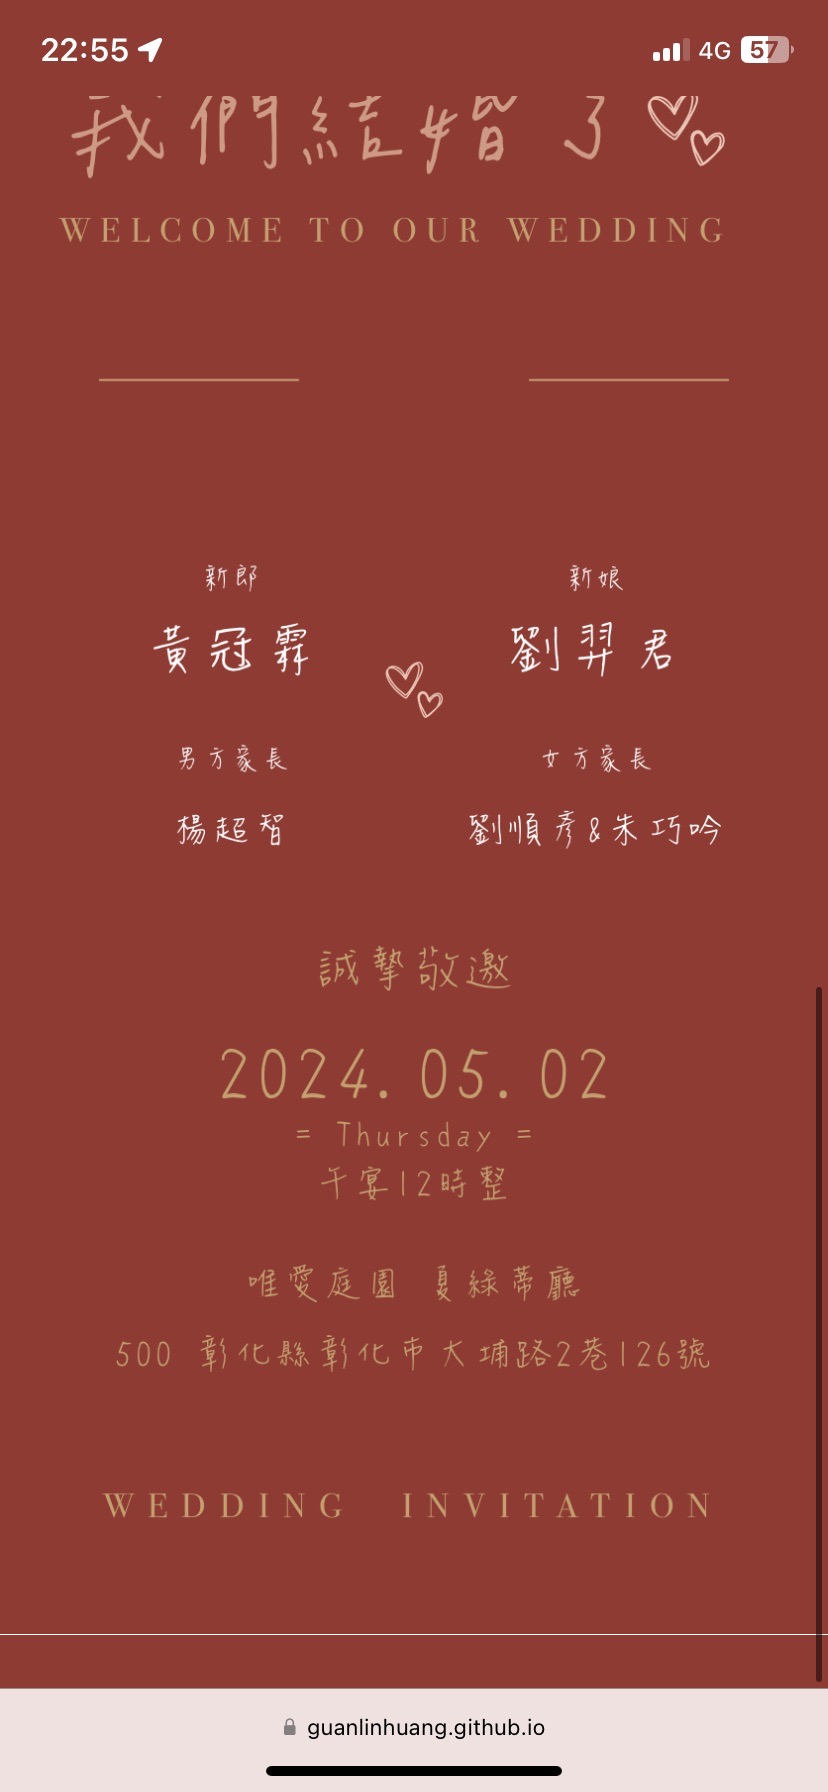 22:55 4G 57
我們結婚了
WELCOME TO OUR WEDDING
新郎 新娘
黃冠霖 劉羿君
男方家長 女方家長
楊超智 劉順彥&朱巧吟
誠摯敬邀
2024.05.02
= Thursday =
午宴12時整
唯愛庭園 夏綠蒂廳
500 彰化縣彰化市大埔路2巷126號
WEDDING INVITATION
guanlinhuang.github.io